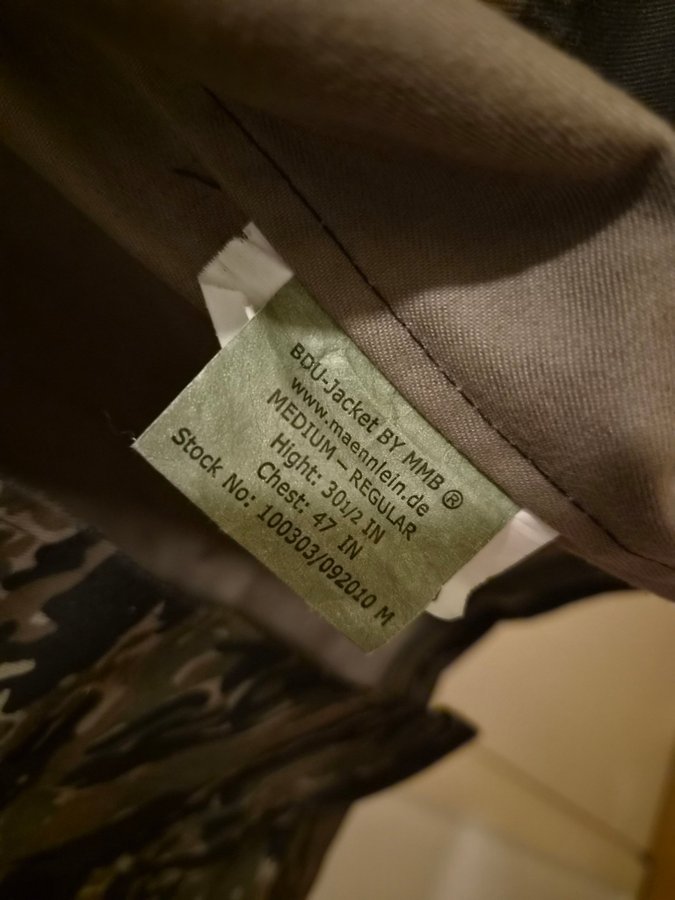 BDU-Jacket BY MMB ®
www.maennlein.de
MEDIUM – REGULAR
Hight: 30 1/2 IN
Chest: 47 IN
Stock No: 100303/092010 M